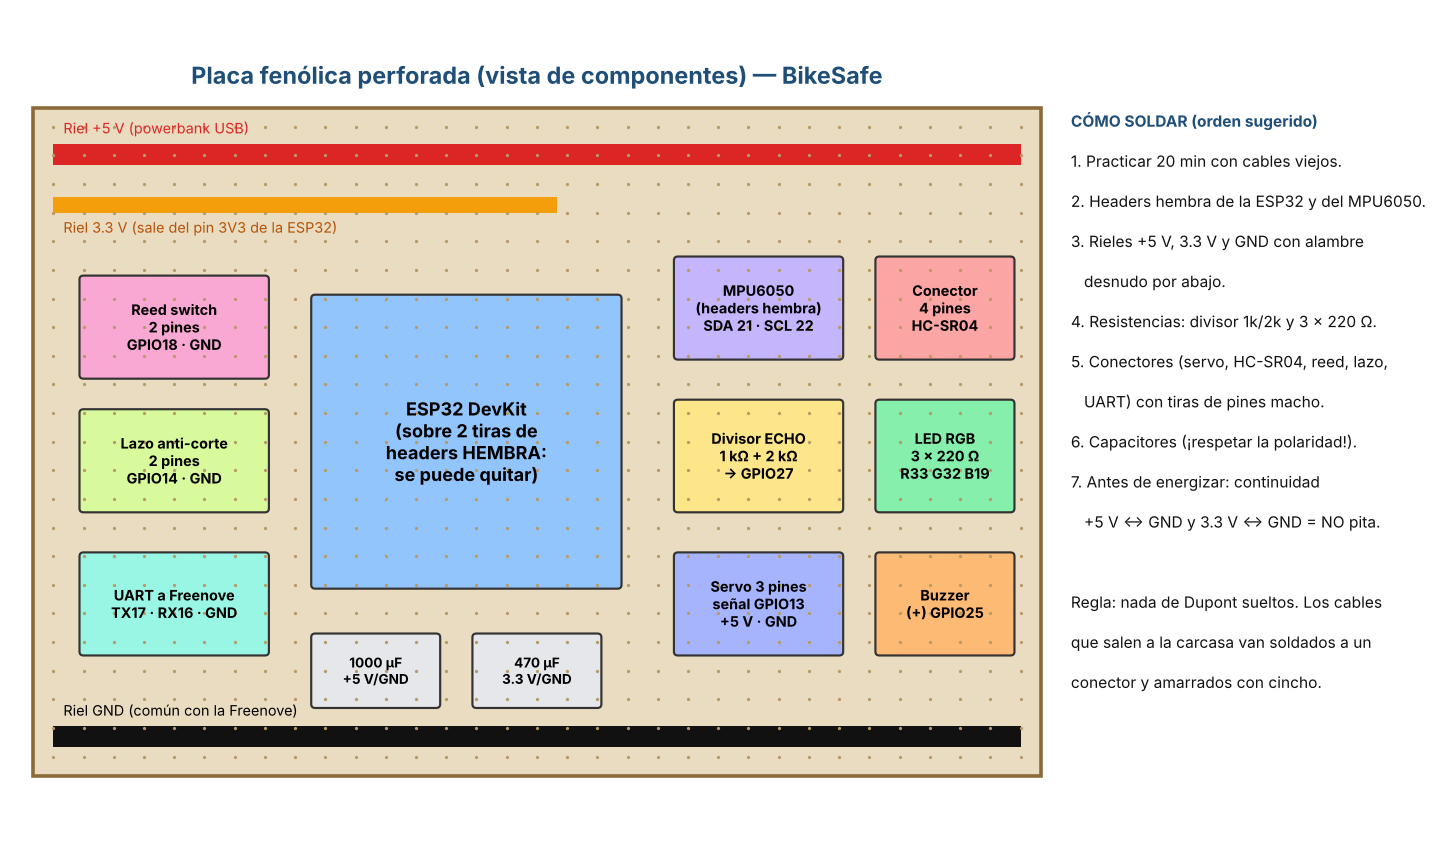 Placa fenólica perforada (vista de componentes) — BikeSafe
Riel +5 V (powerbank USB)
Riel 3.3 V (sale del pin 3V3 de la ESP32)
Reed switch
2 pines
GPIO18 · GND
Lazo anti-corte
2 pines
GPIO14 · GND
UART a Freenove
TX17 · RX16 · GND
ESP32 DevKit
(sobre 2 tiras de
headers HEMBRA:
se puede quitar)
1000 µF
+5 V/GND
470 µF
3.3 V/GND
MPU6050
(headers hembra)
SDA 21 · SCL 22
Conector
4 pines
HC-SR04
Divisor ECHO
1 kΩ + 2 kΩ
→ GPIO27
LED RGB
3 × 220 Ω
R33 G32 B19
Servo 3 pines
señal GPIO13
+5 V · GND
Buzzer
(+) GPIO25
Riel GND (común con la Freenove)
CÓMO SOLDAR (orden sugerido)
1. Practicar 20 min con cables viejos.
2. Headers hembra de la ESP32 y del MPU6050.
3. Rieles +5 V, 3.3 V y GND con alambre
desnudo por abajo.
4. Resistencias: divisor 1k/2k y 3 × 220 Ω.
5. Conectores (servo, HC-SR04, reed, lazo,
UART) con tiras de pines macho.
6. Capacitores (¡respetar la polaridad!).
7. Antes de energizar: continuidad
+5 V ↔ GND y 3.3 V ↔ GND = NO pita.
Regla: nada de Dupont sueltos. Los cables
que salen a la carcasa van soldados a un
conector y amarrados con cincho.